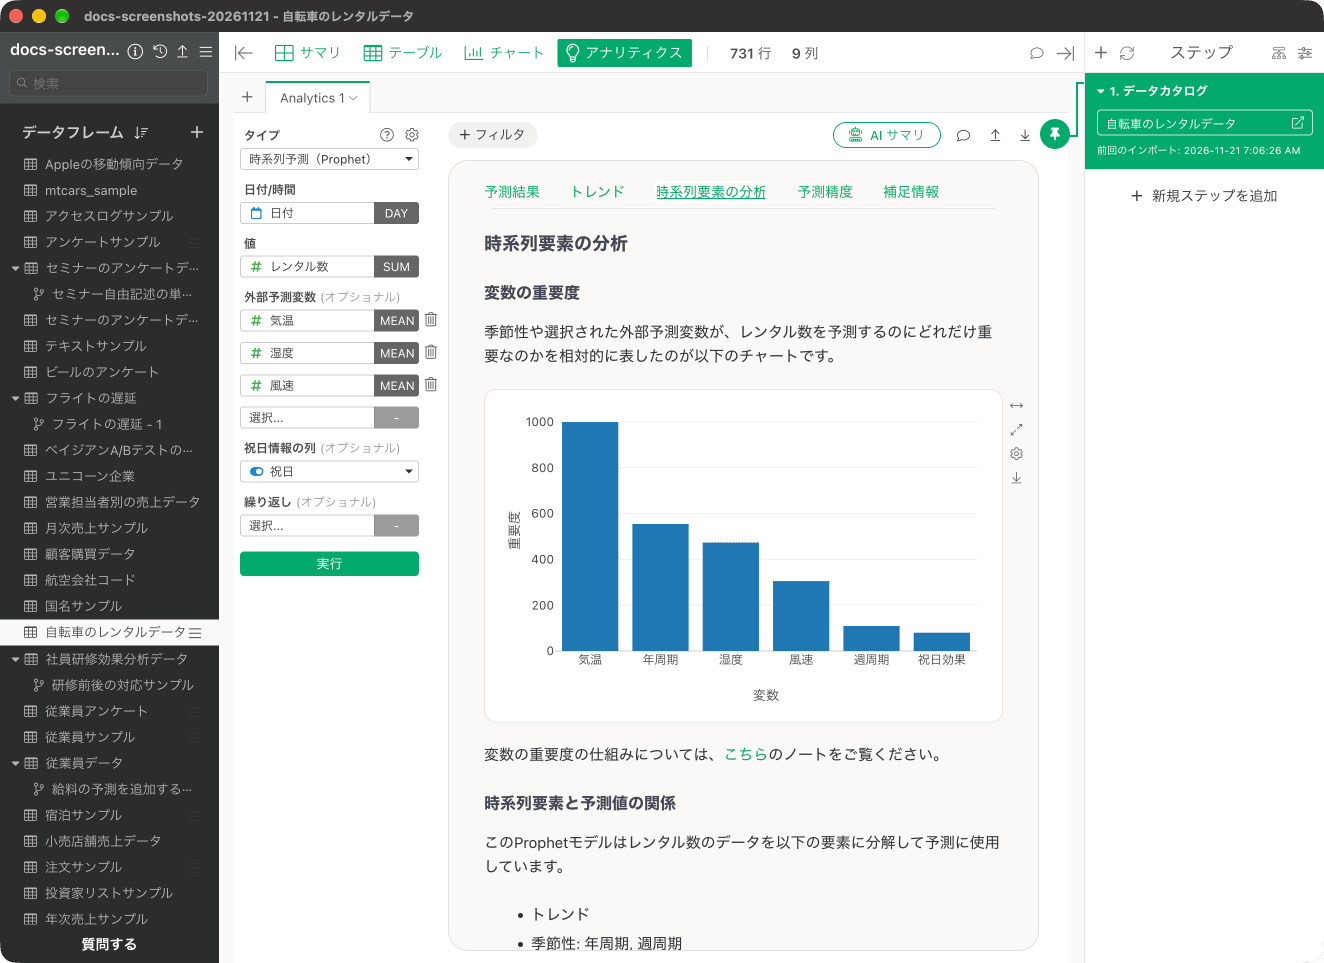 docs-screenshots-20261121 - 自転車のレンタルデータ
docs-screen...
検索
データフレーム
Appleの移動傾向データ
mtcars_sample
アクセスログサンプル
アンケートサンプル
セミナーのアンケートデ…
セミナー自由記述の単…
セミナーのアンケートデ…
テキストサンプル
ビールのアンケート
フライトの遅延
フライトの遅延 - 1
ベイジアンA/Bテストの…
ユニコーン企業
営業担当者別の売上データ
月次売上サンプル
顧客購買データ
航空会社コード
国名サンプル
自転車のレンタルデータ
社員研修効果分析データ
研修前後の対応サンプル
従業員アンケート
従業員サンプル
従業員データ
給料の予測を追加する…
宿泊サンプル
小売店舗売上データ
注文サンプル
投資家リストサンプル
年次売上サンプル
質問する
サマリ
テーブル
チャート
アナリティクス
731 行
9 列
Analytics 1
タイプ
時系列予測（Prophet）
日付/時間
日付
DAY
値
レンタル数
SUM
外部予測変数 (オプショナル)
気温
MEAN
湿度
MEAN
風速
MEAN
選択...
-
祝日情報の列 (オプショナル)
祝日
繰り返し (オプショナル)
選択...
-
実行
+ フィルタ
AI サマリ
予測結果
トレンド
時系列要素の分析
予測精度
補足情報
時系列要素の分析
変数の重要度
季節性や選択された外部予測変数が、レンタル数を予測するのにどれだけ重
要なのかを相対的に表したのが以下のチャートです。
1000
800
600
400
200
0
重要度
気温
年周期
湿度
風速
週周期
祝日効果
変数
変数の重要度の仕組みについては、こちらのノートをご覧ください。
時系列要素と予測値の関係
このProphetモデルはレンタル数のデータを以下の要素に分解して予測に使用
しています。
• トレンド
• 季節性: 年周期, 週周期
ステップ
1. データカタログ
自転車のレンタルデータ
前回のインポート: 2026-11-21 7:06:26 AM
+ 新規ステップを追加